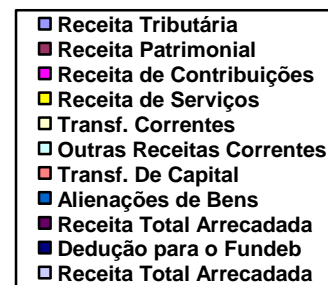 Receita Tributária
Receita Patrimonial
Receita de Contribuições
Receita de Serviços
Transf. Correntes
Outras Receitas Correntes
Transf. De Capital
Alienações de Bens
Receita Total Arrecadada
Dedução para o Fundeb
Receita Total Arrecadada